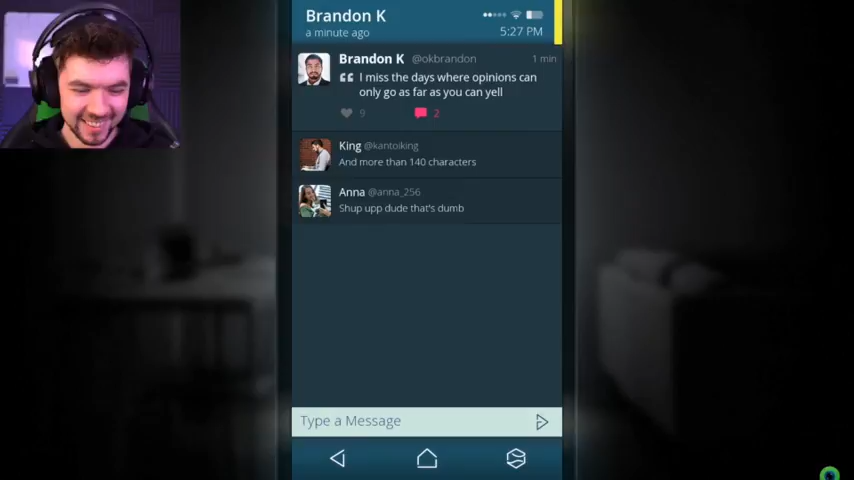 Brandon K
a minute ago
5:27 PM
Brandon K @okbrandon 1 min
I miss the days where opinions can
only go as far as you can yell
9 2
King @kantoiking
And more than 140 characters
Anna @anna_256
Shup upp dude that's dumb
Type a Message